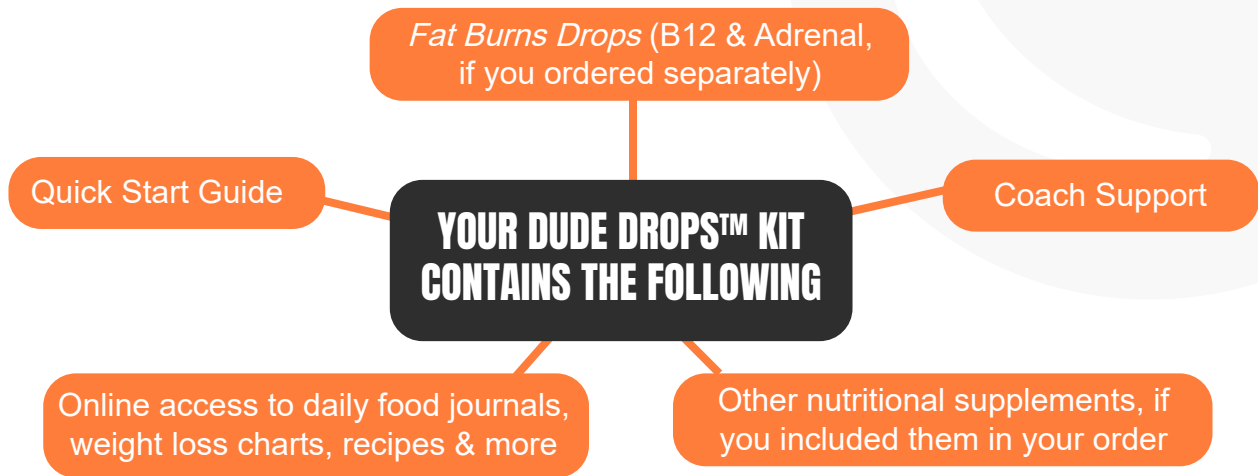 Fat Burns Drops (B12 & Adrenal,
if you ordered separately)
Quick Start Guide
Coach Support
YOUR DUDE DROPS™ KIT
CONTAINS THE FOLLOWING
Online access to daily food journals,
weight loss charts, recipes & more
Other nutritional supplements, if
you included them in your order